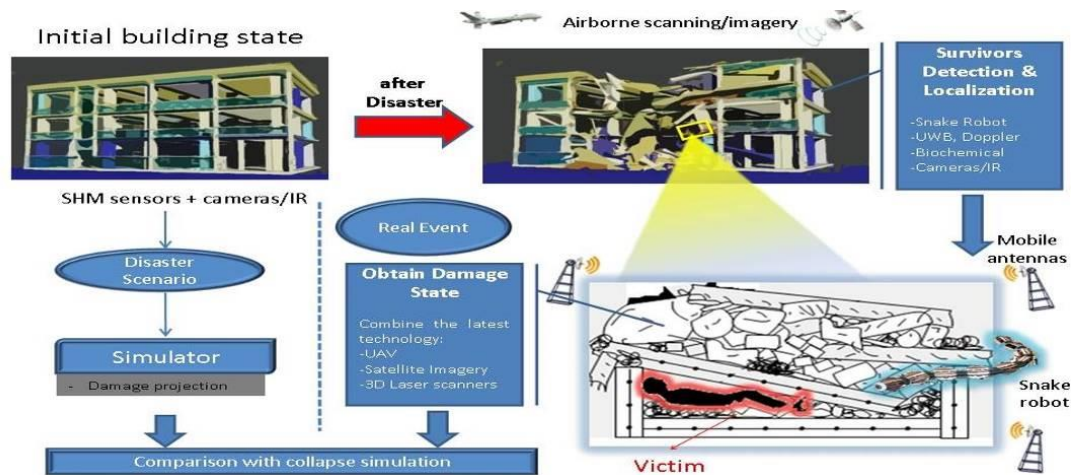 Airborne scanning/imagery
Initial building state
after
Disaster
Survivors
Detection &
Localization
-Snake Robot
-UWB, Doppler
-Biochemical
-Cameras/IR
SHM sensors + cameras/IR
Real Event
Mobile
antennas
Disaster
Scenario
Obtain Damage
State
Combine the latest
technology:
-UAV
-Satellite Imagery
-3D Laser scanners
Simulator
- Damage projection
Snake
robot
Comparison with collapse simulation
Victim